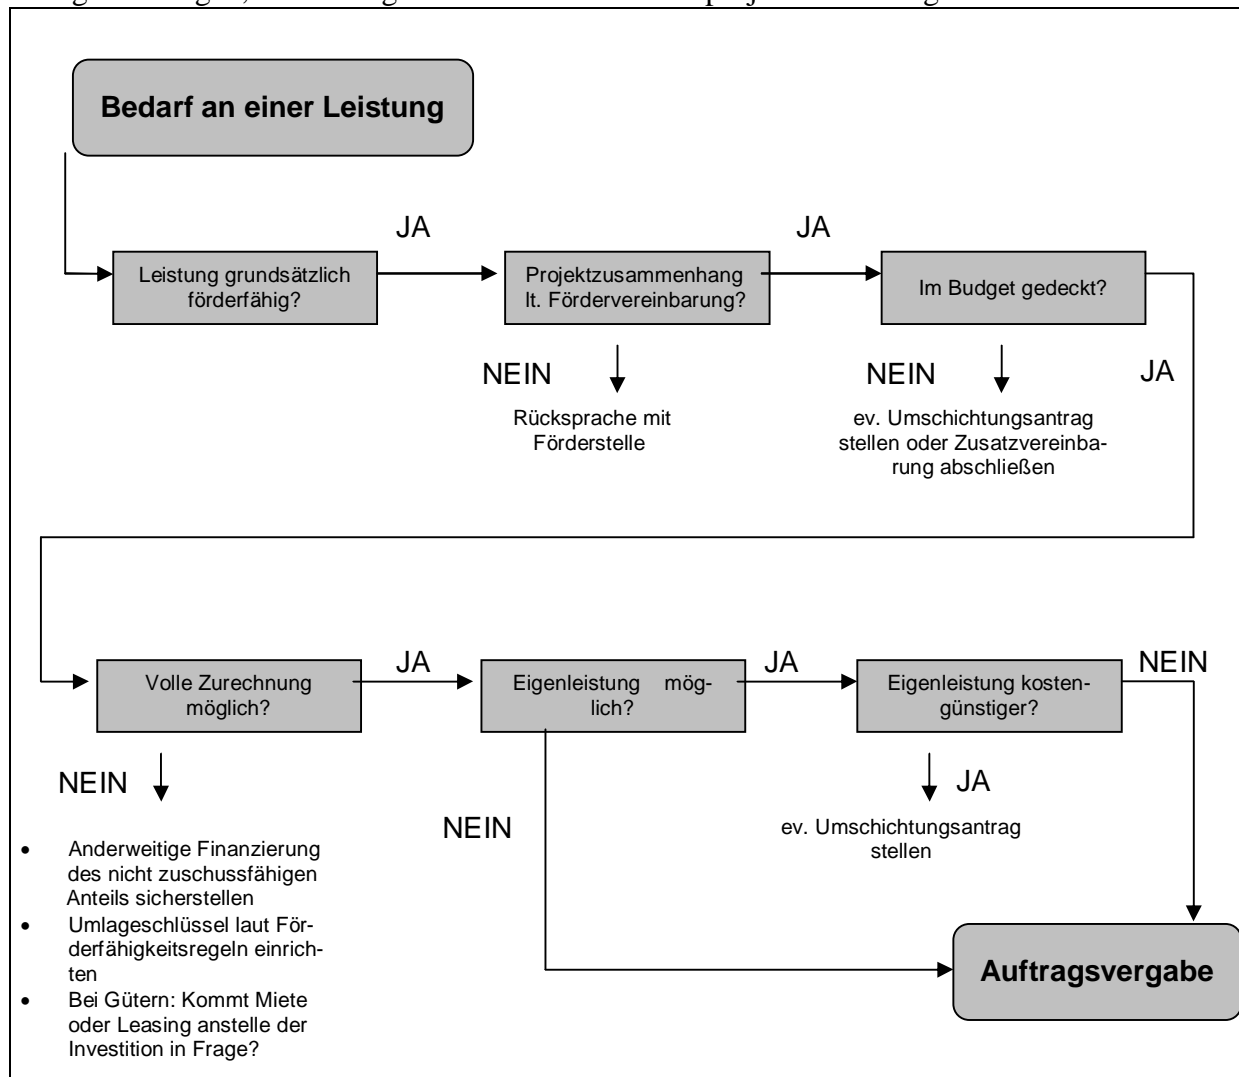 Bedarf an einer Leistung
JA
JA
Leistung grundsätzlich
förderfähig?
Projektzusammenhang
lt. Fördervereinbarung?
Im Budget gedeckt?
NEIN
NEIN
JA
Rücksprache mit
Förderstelle
ev. Umschichtungsantrag
stellen oder Zusatzvereinba-
rung abschließen
JA
JA
NEIN
Volle Zurechnung
möglich?
Eigenleistung mög-
lich?
Eigenleistung kosten-
günstiger?
NEIN
JA
NEIN
ev. Umschichtungsantrag
stellen
• Anderweitige Finanzierung
des nicht zuschussfähigen
Anteils sicherstellen
• Umlageschlüssel laut För-
derfähigkeitsregeln einrich-
ten
• Bei Gütern: Kommt Miete
oder Leasing anstelle der
Investition in Frage?
Auftragsvergabe